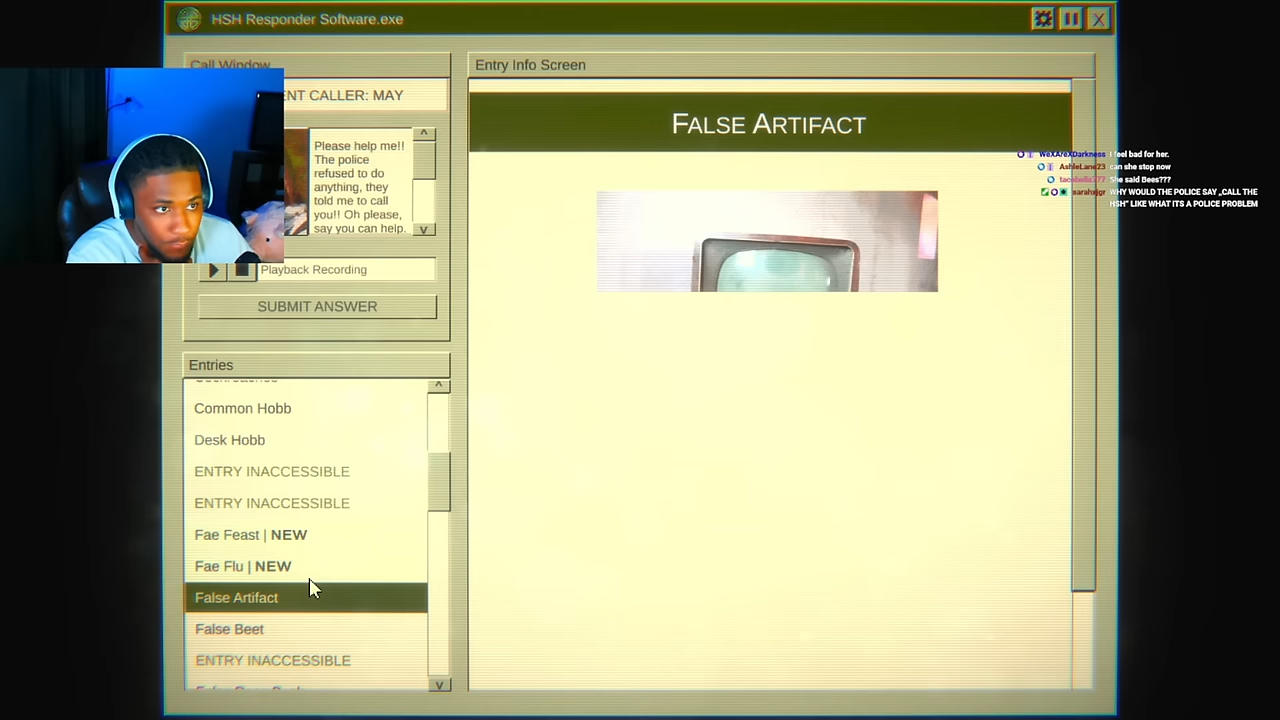 HSH Responder Software.exe
Call Window
ENT CALLER: MAY
Please help me!!
The police
refused to do
anything, they
told me to call
you!! Oh please,
say you can help.
Playback Recording
SUBMIT ANSWER
Entries
Common Hobb
Desk Hobb
ENTRY INACCESSIBLE
ENTRY INACCESSIBLE
Fae Feast | NEW
Fae Flu | NEW
False Artifact
False Beet
ENTRY INACCESSIBLE
Entry Info Screen
FALSE ARTIFACT
WeXAreXDarkness I feel bad for her.
AshleLane23 can she stop now
She said Bees???
sarahxjgr WHY WOULD THE POLICE SAY „CALL THE
HSH" LIKE WHAT ITS A POLICE PROBLEM